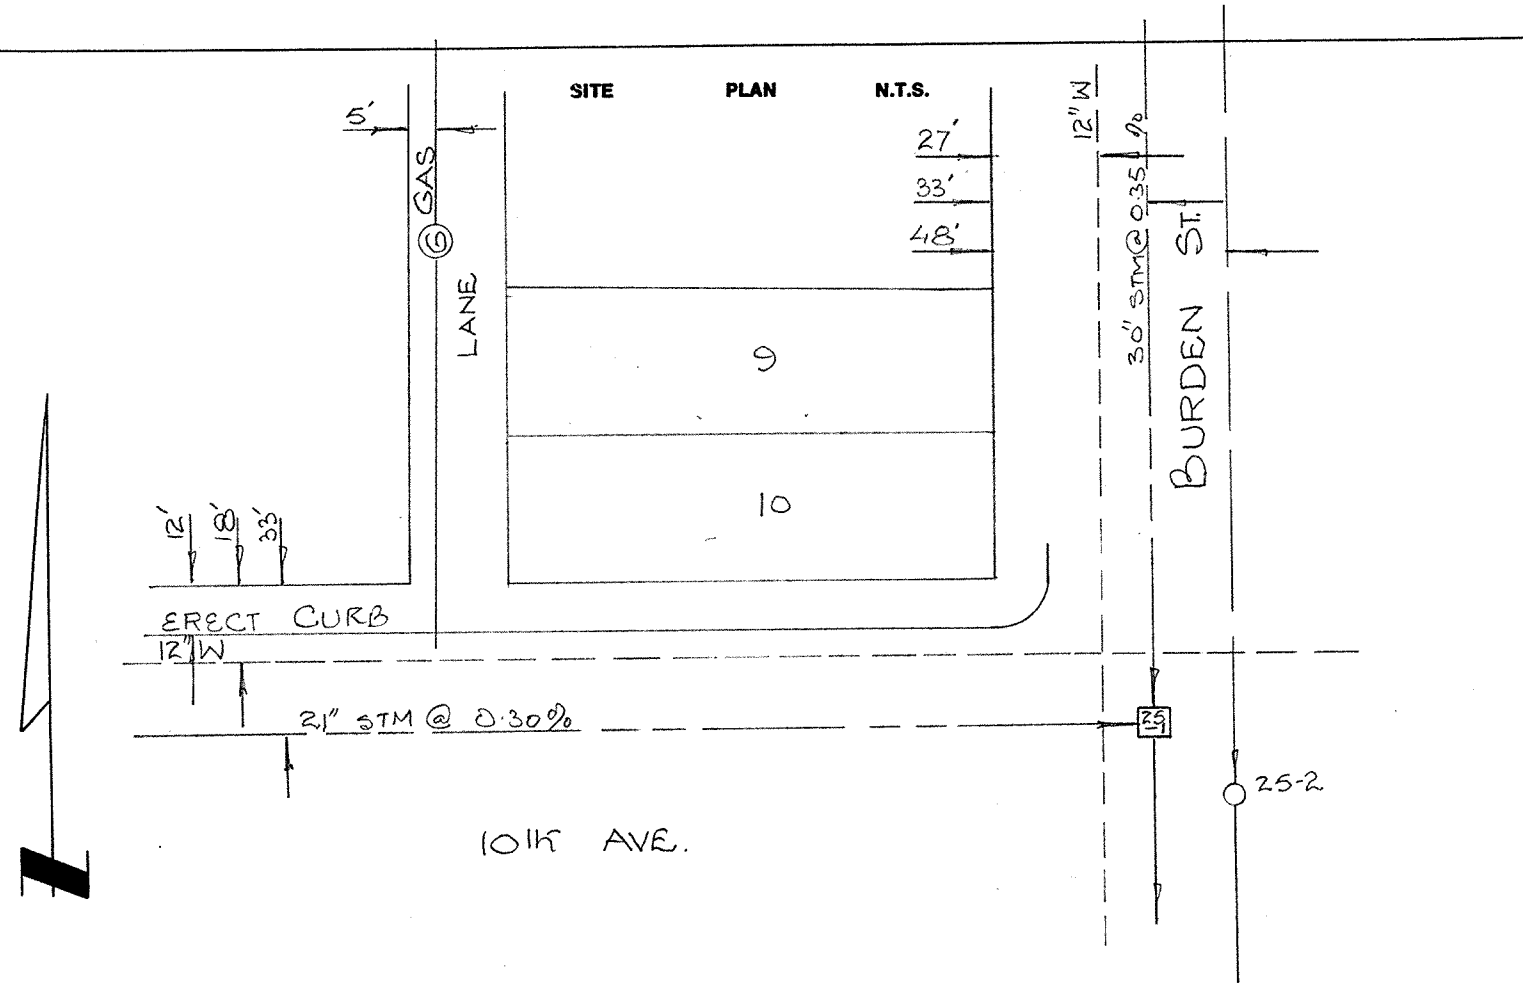 SITE PLAN N.T.S.
5'
GAS
G
LANE
27'
33'
48'
12" W
30" STM @ 0.35 %
BURDEN ST.
9
10
12'
18'
33'
ERECT CURB
12" W
21" STM @ 0.30%
25-1
25-2
101K AVE.